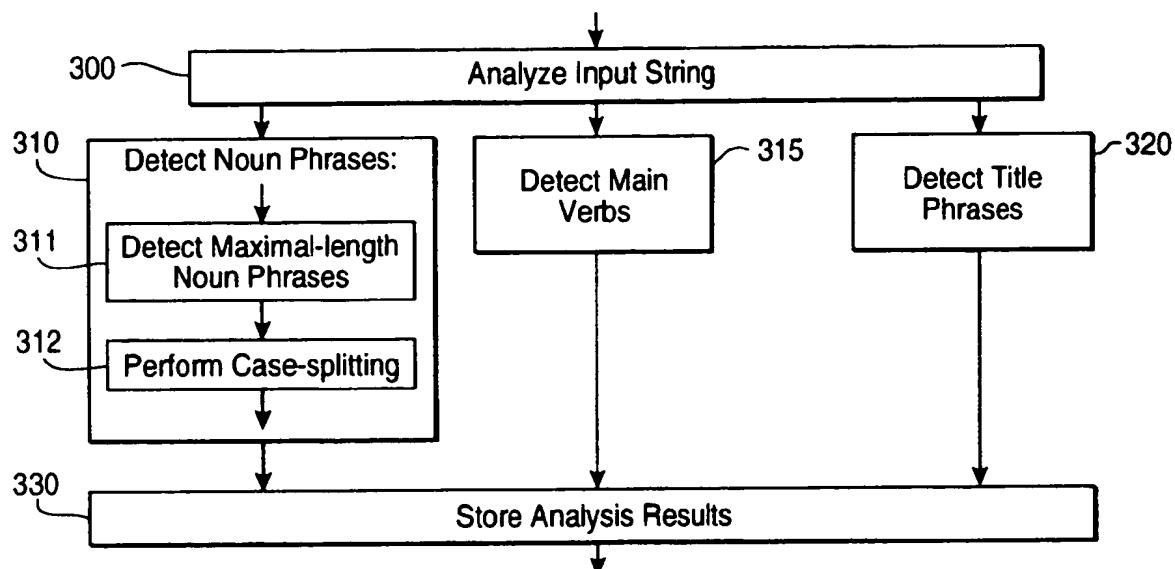 300
Analyze Input String
310
Detect Noun Phrases:
311
Detect Maximal-length
Noun Phrases
312
Perform Case-splitting
315
Detect Main
Verbs
320
Detect Title
Phrases
330
Store Analysis Results